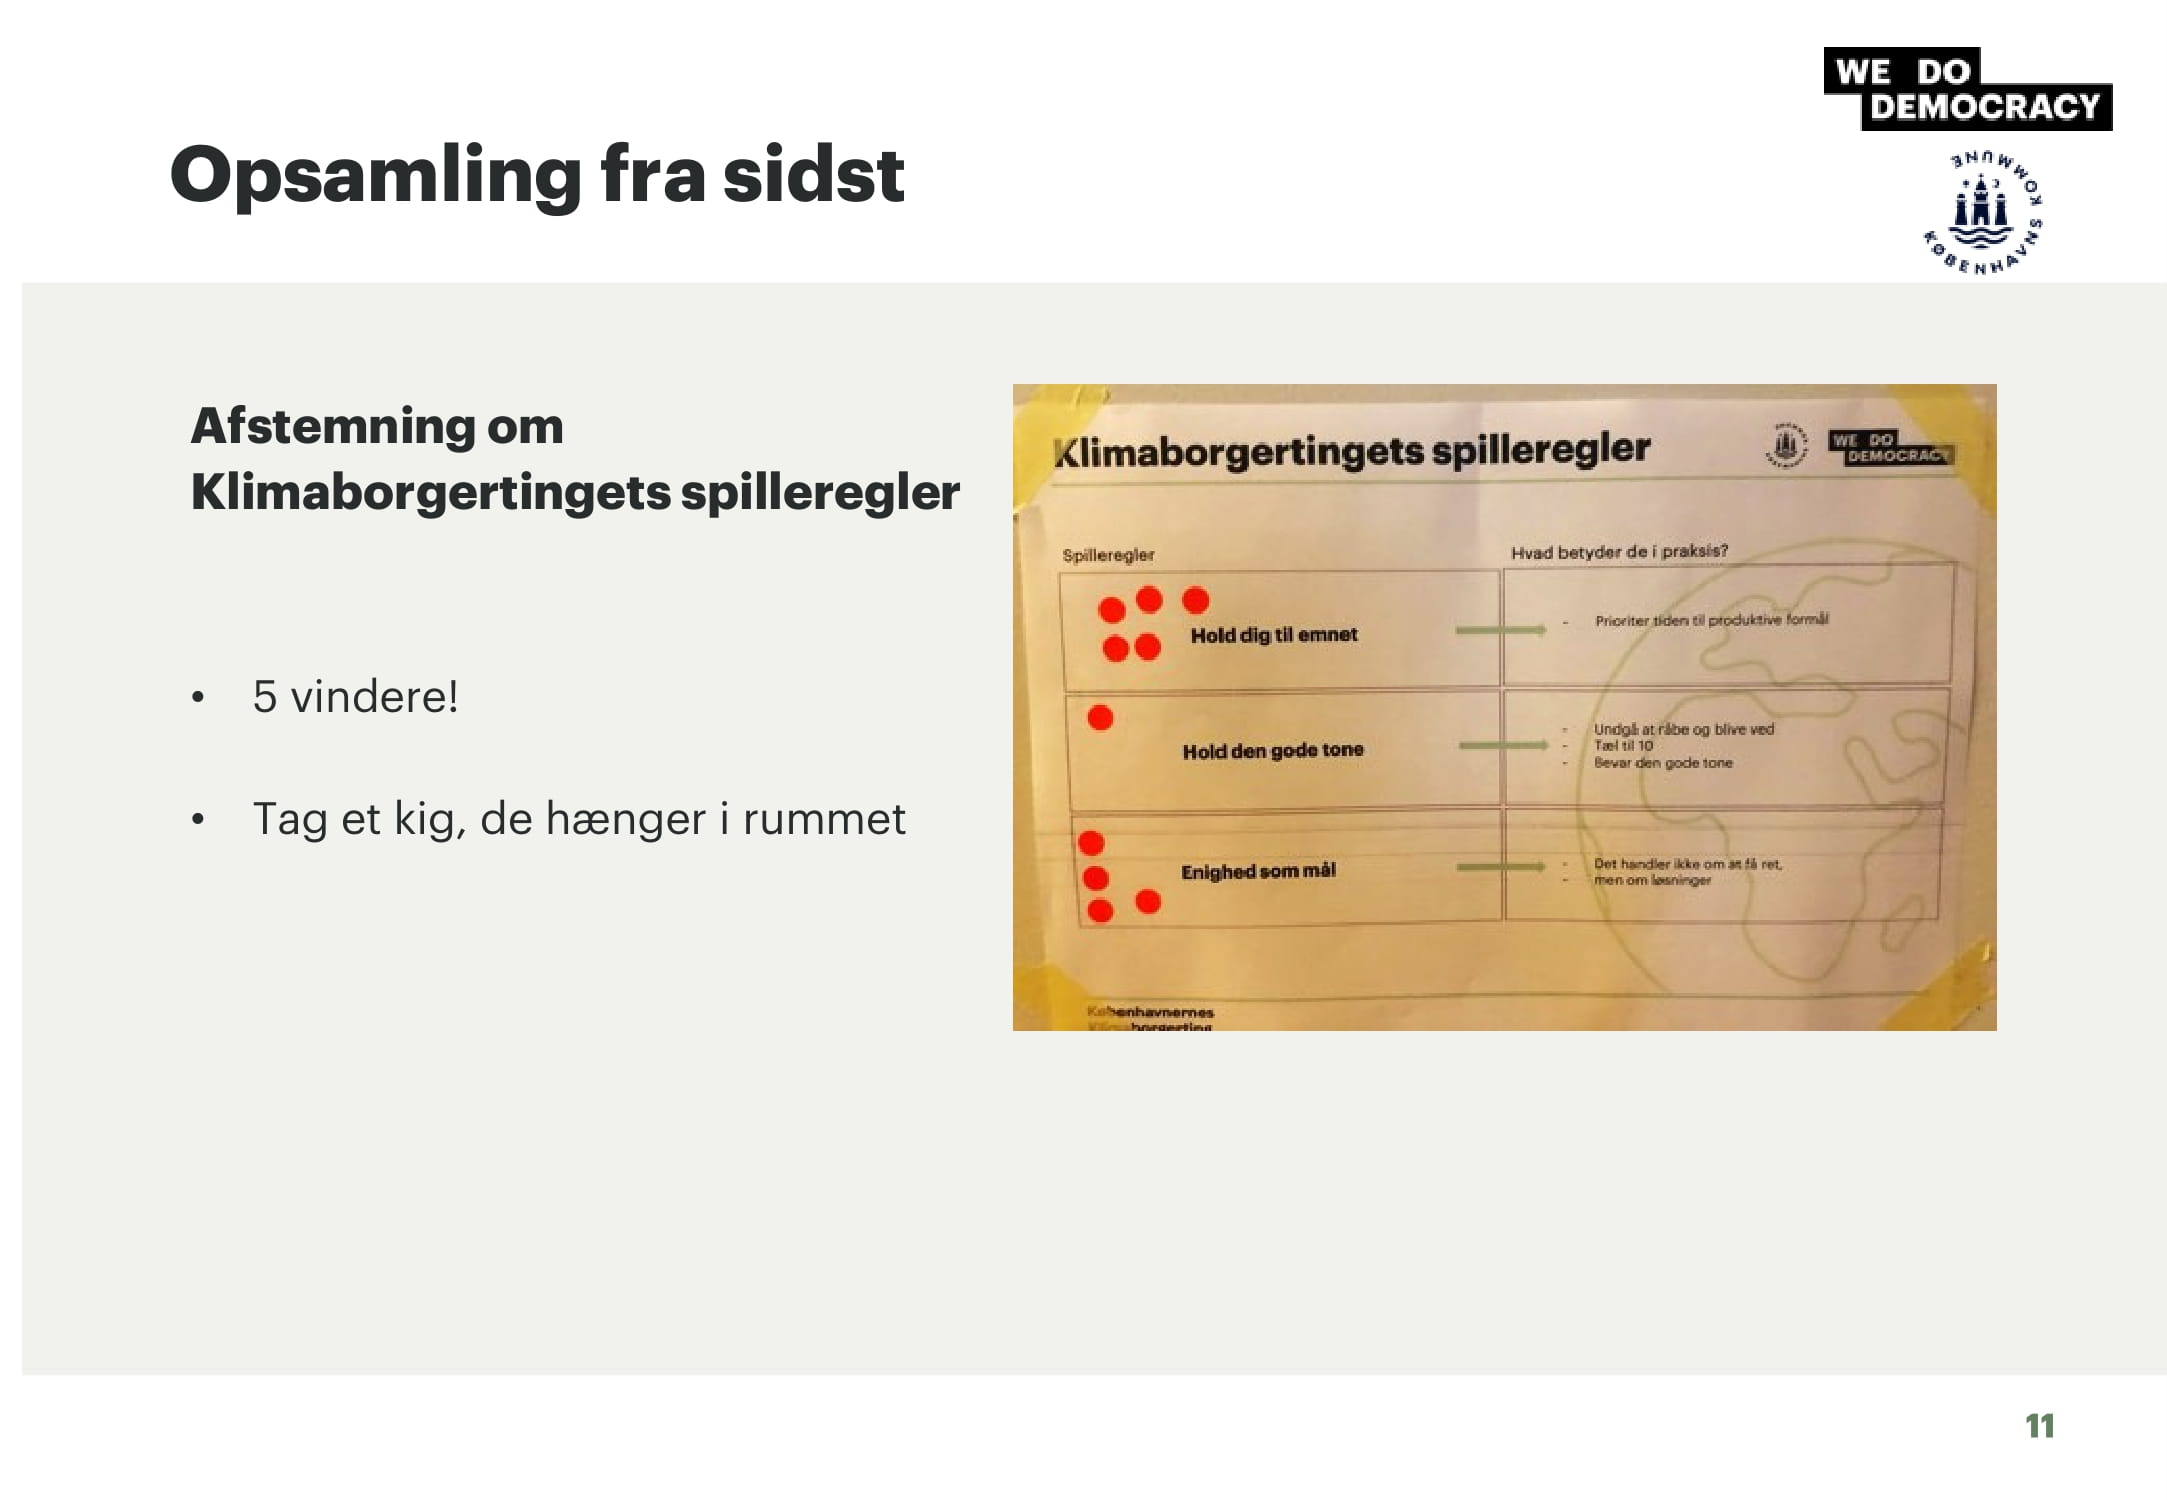 WE DO
DEMOCRACY
KØBENHAVNS KOMMUNE
Opsamling fra sidst
Afstemning om
Klimaborgertingets spilleregler
• 5 vindere!
• Tag et kig, de hænger i rummet
Klimaborgertingets spilleregler
WE DO
DEMOCRACY
Spilleregler
Hvad betyder de i praksis?
Hold dig til emnet
- Prioriter tiden til produktive formål
Hold den gode tone
- Undgå at råbe og blive ved
- Tæl til 10
- Bevar den gode tone
Enighed som mål
- Det handler ikke om at få ret,
- men om løsninger
Københavnernes
Klimaborgerting
11